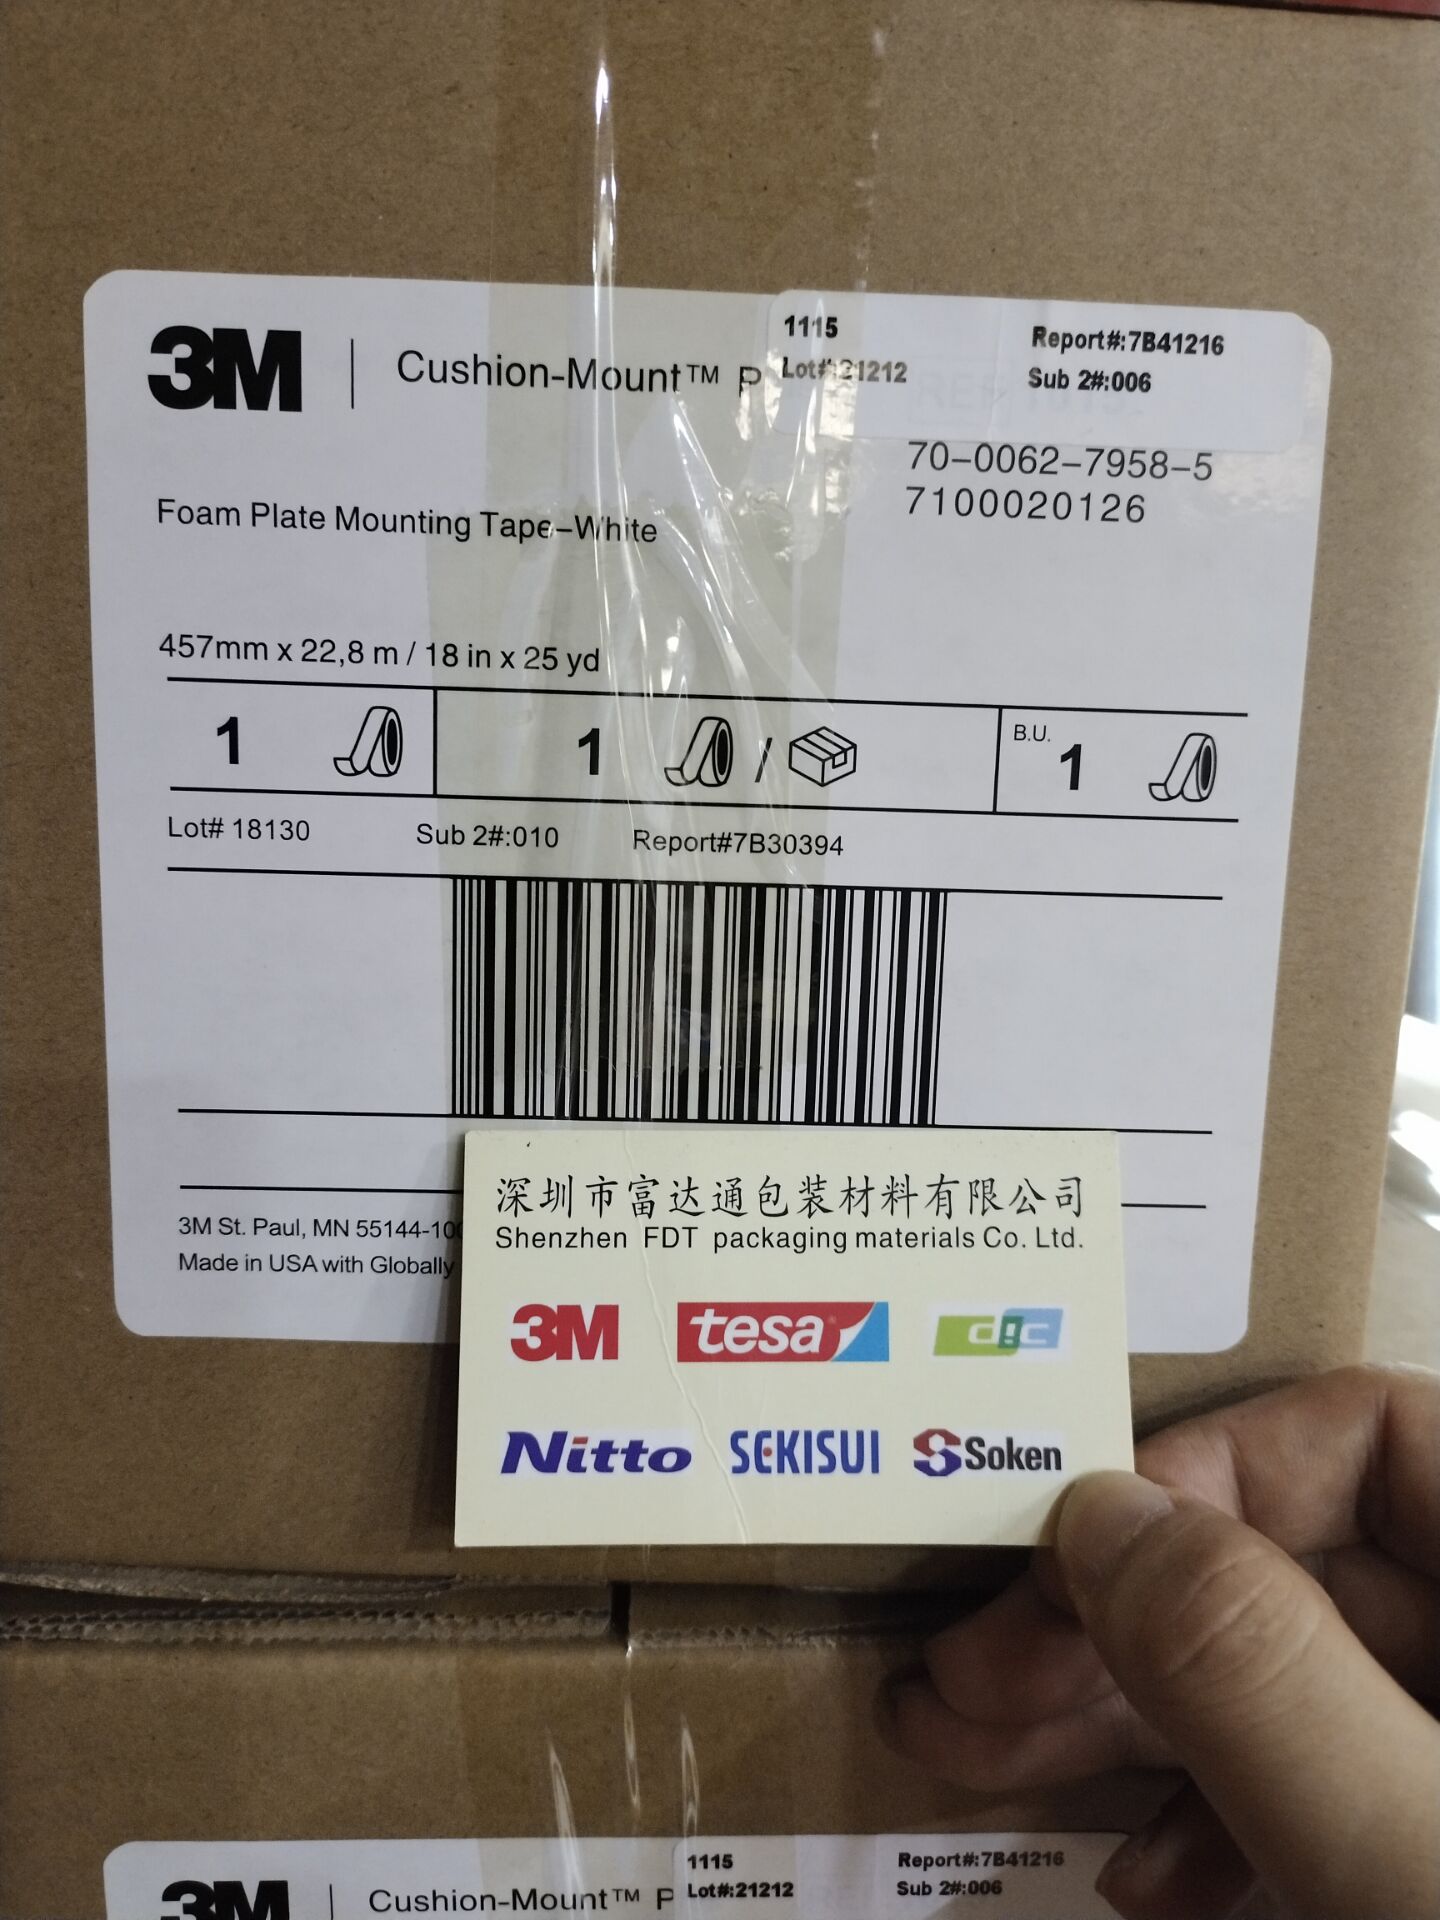 3M Cushion-Mount™ P
1115 Report#:7B41216
Lot#:21212 Sub 2#:006
70-0062-7958-5
7100020126
Foam Plate Mounting Tape-White
457mm x 22,8 m / 18 in x 25 yd
1 1 / B.U. 1
Lot# 18130 Sub 2#:010 Report#7B30394
3M St. Paul, MN 55144-10
Made in USA with Globally
深圳市富达通包装材料有限公司
Shenzhen FDT packaging materials Co. Ltd.
3M tesa d!c
Nitto SEKISUI Soken
1115 Report#:7B41216
Lot#:21212 Sub 2#:006
3M Cushion-Mount™ P